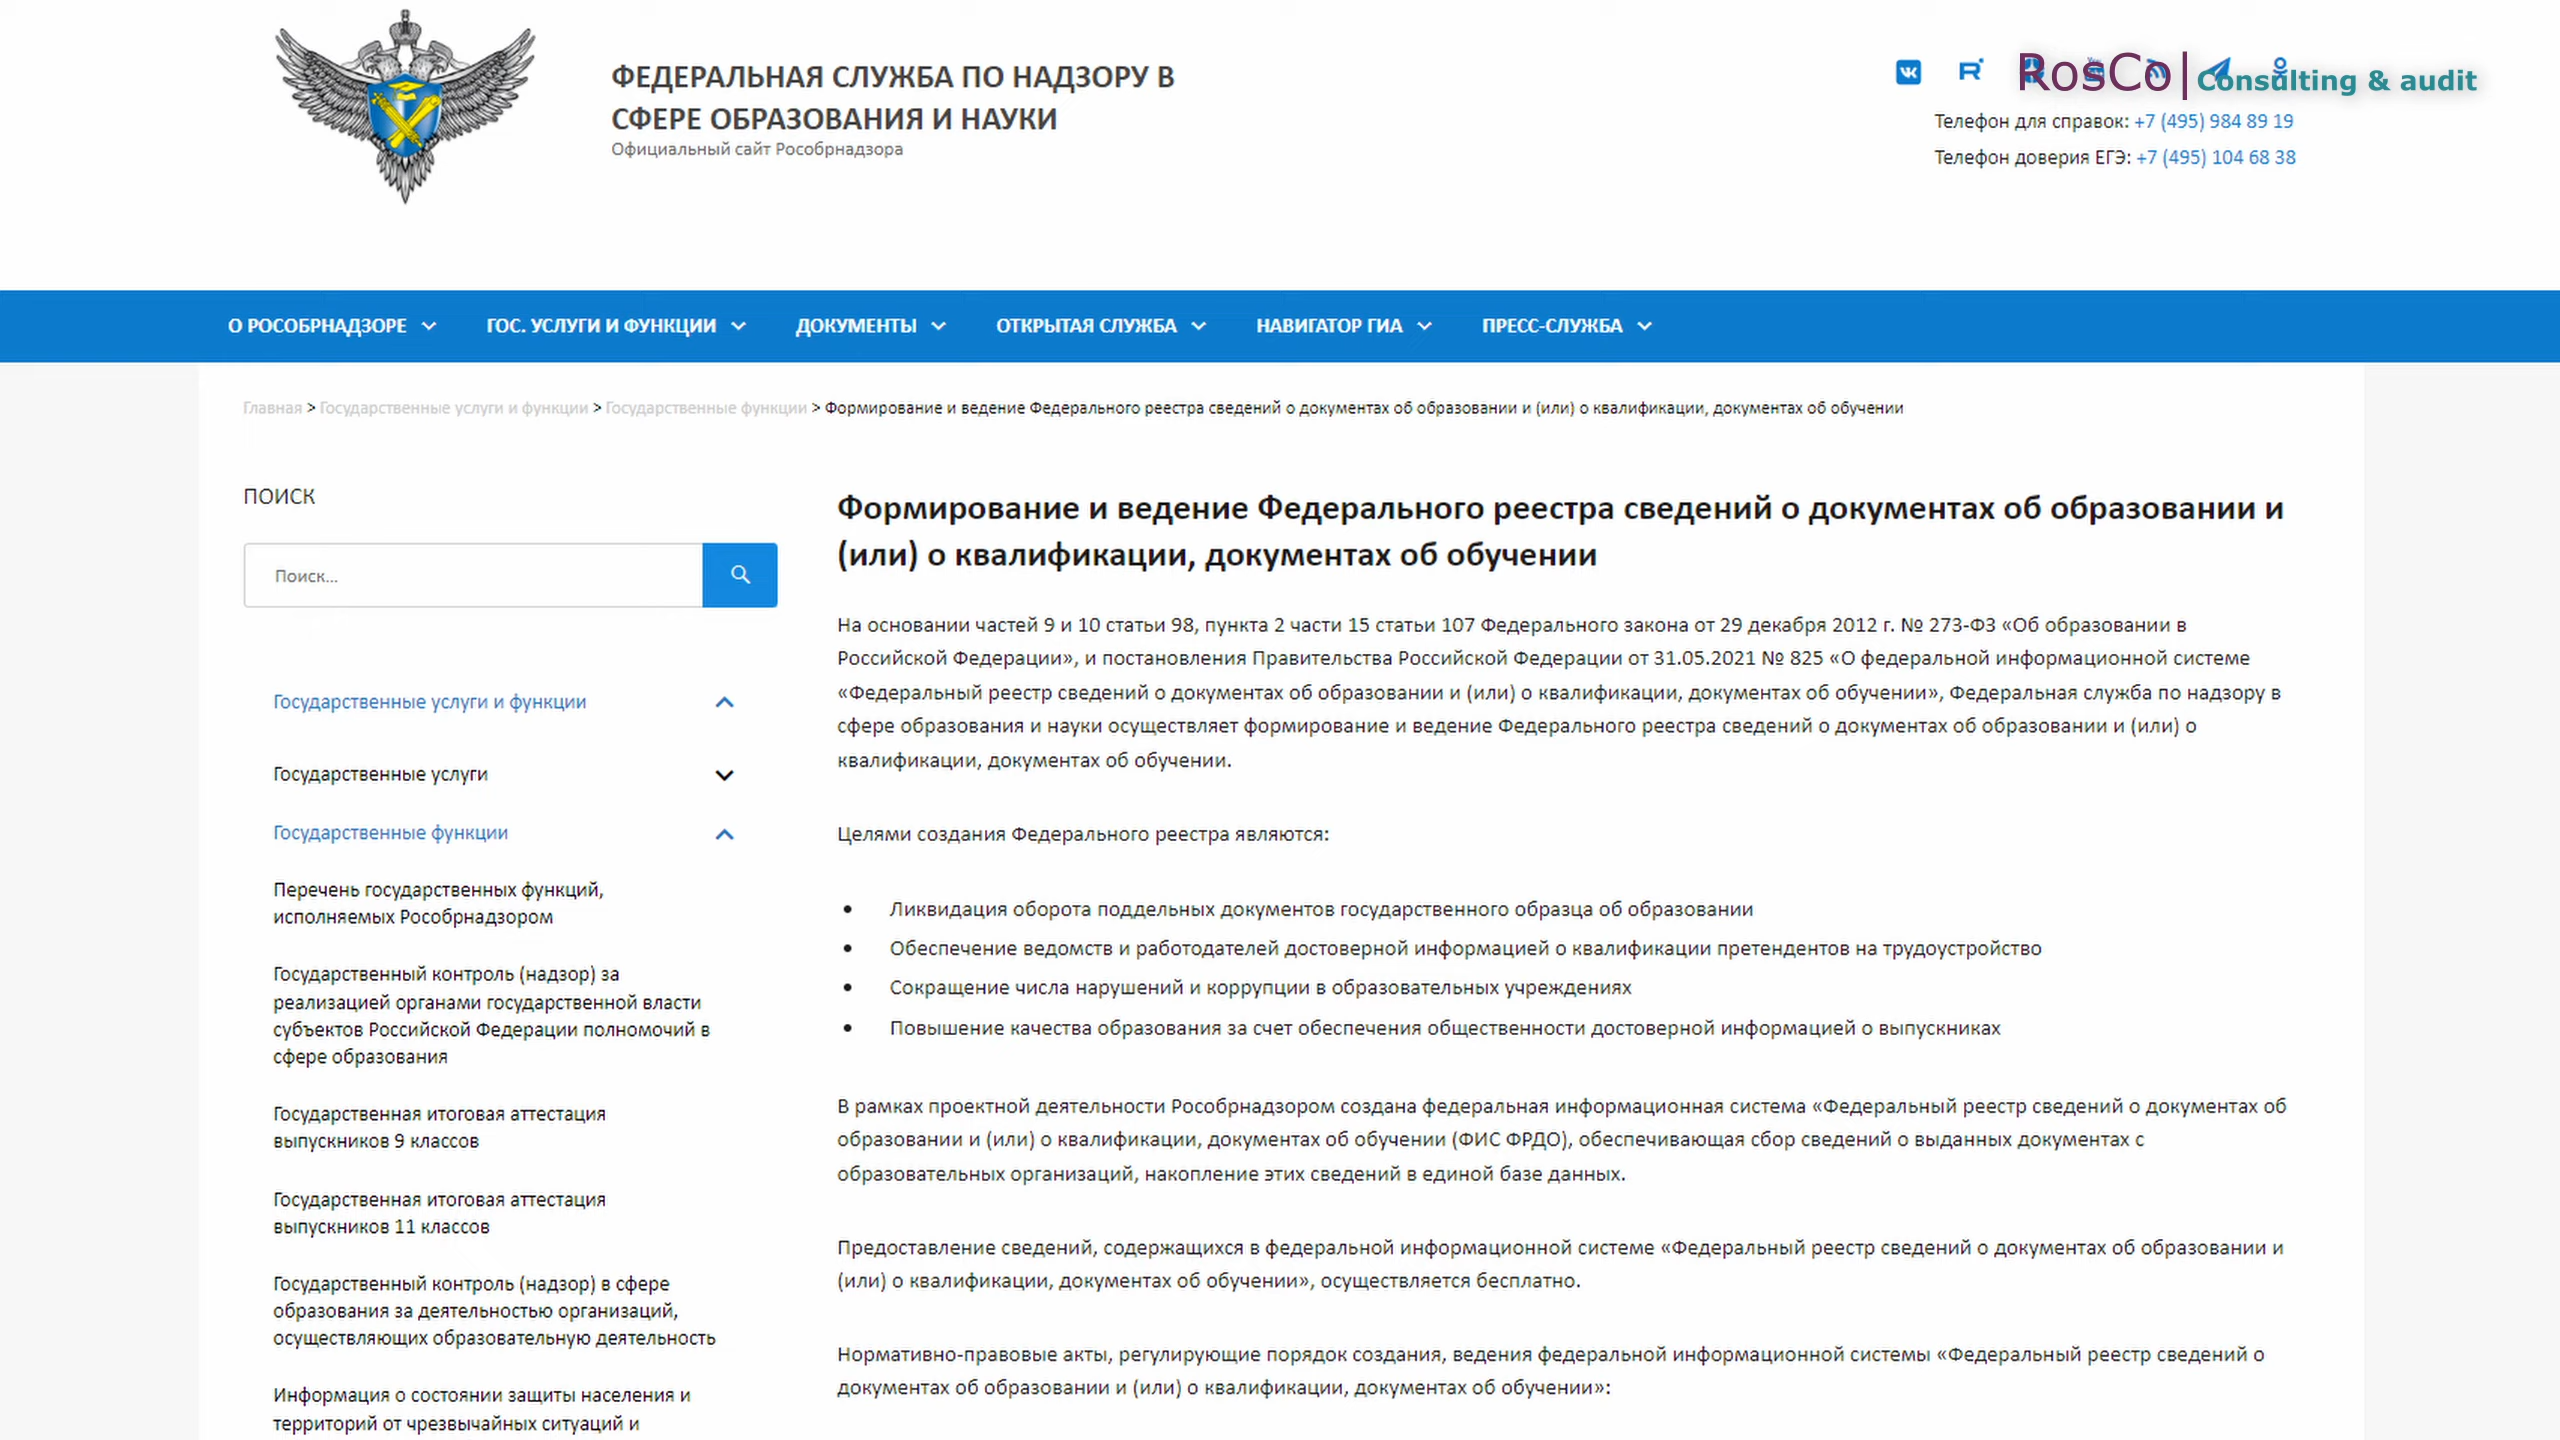 ФЕДЕРАЛЬНАЯ СЛУЖБА ПО НАДЗОРУ В
СФЕРЕ ОБРАЗОВАНИЯ И НАУКИ
Официальный сайт Рособрнадзора
RosCo | Consulting & audit
Телефон для справок: +7 (495) 984 89 19
Телефон доверия ЕГЭ: +7 (495) 104 68 38
О РОСОБРНАДЗОРЕ ГОС. УСЛУГИ И ФУНКЦИИ ДОКУМЕНТЫ ОТКРЫТАЯ СЛУЖБА НАВИГАТОР ГИА ПРЕСС-СЛУЖБА
Главная > Государственные услуги и функции > Государственные функции > Формирование и ведение Федерального реестра сведений о документах об образовании и (или) о квалификации, документах об обучении
ПОИСК
Поиск...
Государственные услуги и функции
Государственные услуги
Государственные функции
Перечень государственных функций,
исполняемых Рособрнадзором
Государственный контроль (надзор) за
реализацией органами государственной власти
субъектов Российской Федерации полномочий в
сфере образования
Государственная итоговая аттестация
выпускников 9 классов
Государственная итоговая аттестация
выпускников 11 классов
Государственный контроль (надзор) в сфере
образования за деятельностью организаций,
осуществляющих образовательную деятельность
Информация о состоянии защиты населения и
территорий от чрезвычайных ситуаций и
Формирование и ведение Федерального реестра сведений о документах об образовании и
(или) о квалификации, документах об обучении
На основании частей 9 и 10 статьи 98, пункта 2 части 15 статьи 107 Федерального закона от 29 декабря 2012 г. № 273-ФЗ «Об образовании в
Российской Федерации», и постановления Правительства Российской Федерации от 31.05.2021 № 825 «О федеральной информационной системе
«Федеральный реестр сведений о документах об образовании и (или) о квалификации, документах об обучении», Федеральная служба по надзору в
сфере образования и науки осуществляет формирование и ведение Федерального реестра сведений о документах об образовании и (или) о
квалификации, документах об обучении.
Целями создания Федерального реестра являются:
• Ликвидация оборота поддельных документов государственного образца об образовании
• Обеспечение ведомств и работодателей достоверной информацией о квалификации претендентов на трудоустройство
• Сокращение числа нарушений и коррупции в образовательных учреждениях
• Повышение качества образования за счет обеспечения общественности достоверной информацией о выпускниках
В рамках проектной деятельности Рособрнадзором создана федеральная информационная система «Федеральный реестр сведений о документах об
образовании и (или) о квалификации, документах об обучении (ФИС ФРДО), обеспечивающая сбор сведений о выданных документах с
образовательных организаций, накопление этих сведений в единой базе данных.
Предоставление сведений, содержащихся в федеральной информационной системе «Федеральный реестр сведений о документах об образовании и
(или) о квалификации, документах об обучении», осуществляется бесплатно.
Нормативно-правовые акты, регулирующие порядок создания, ведения федеральной информационной системы «Федеральный реестр сведений о
документах об образовании и (или) о квалификации, документах об обучении»: